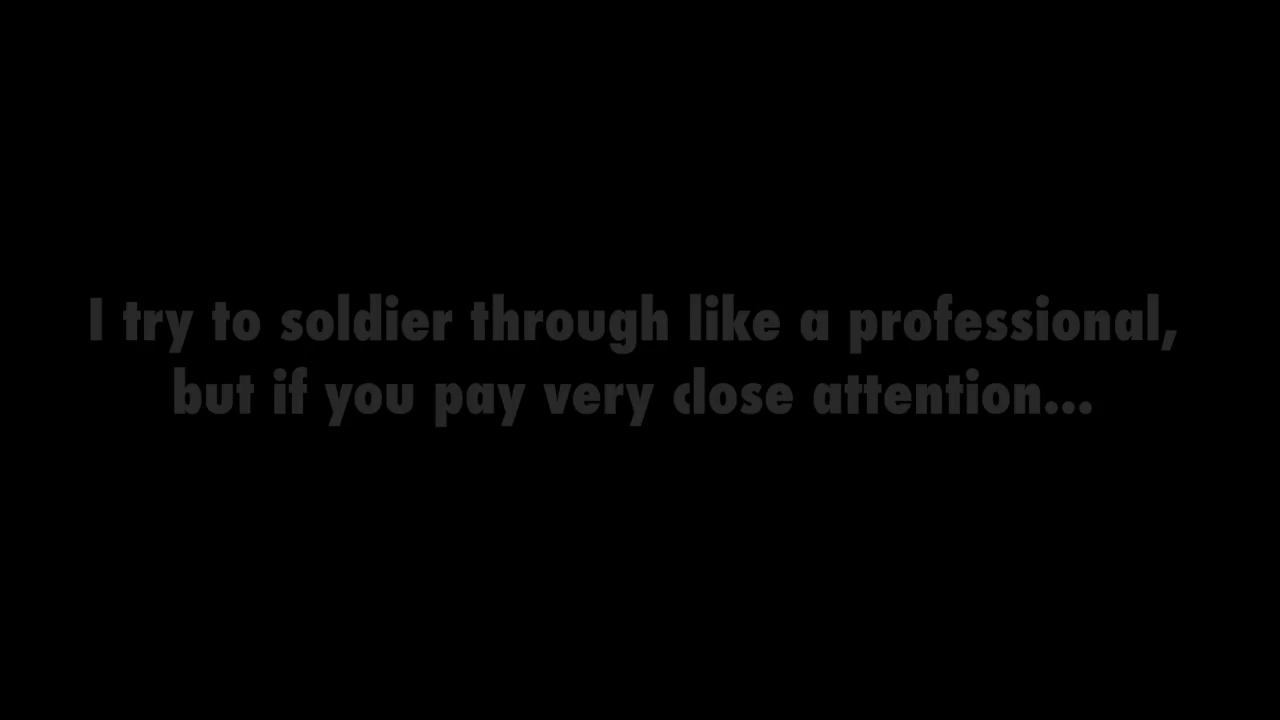 I try to soldier through like a professional,
but if you pay very close attention...